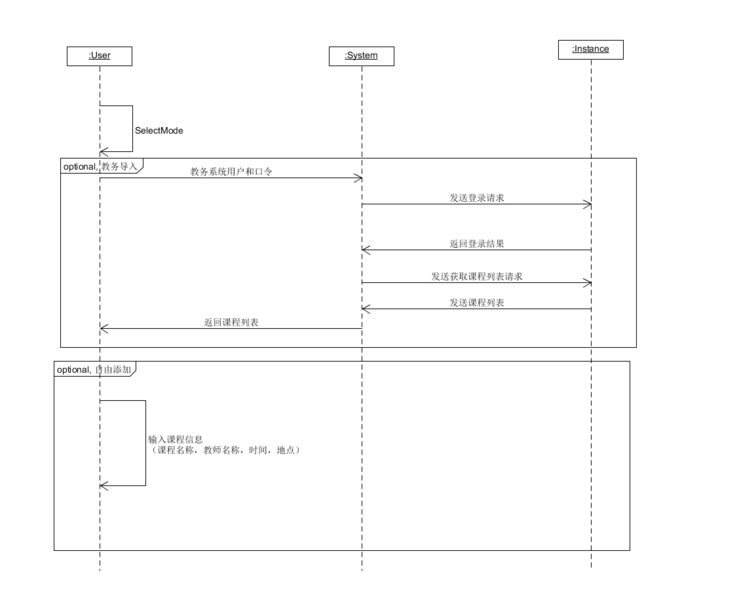 :User
:System
:Instance
SelectMode
optional, 教务导入
教务系统用户和口令
发送登录请求
返回登录结果
发送获取课程列表请求
发送课程列表
返回课程列表
optional, 自由添加
输入课程信息
（课程名称，教师名称，时间，地点）